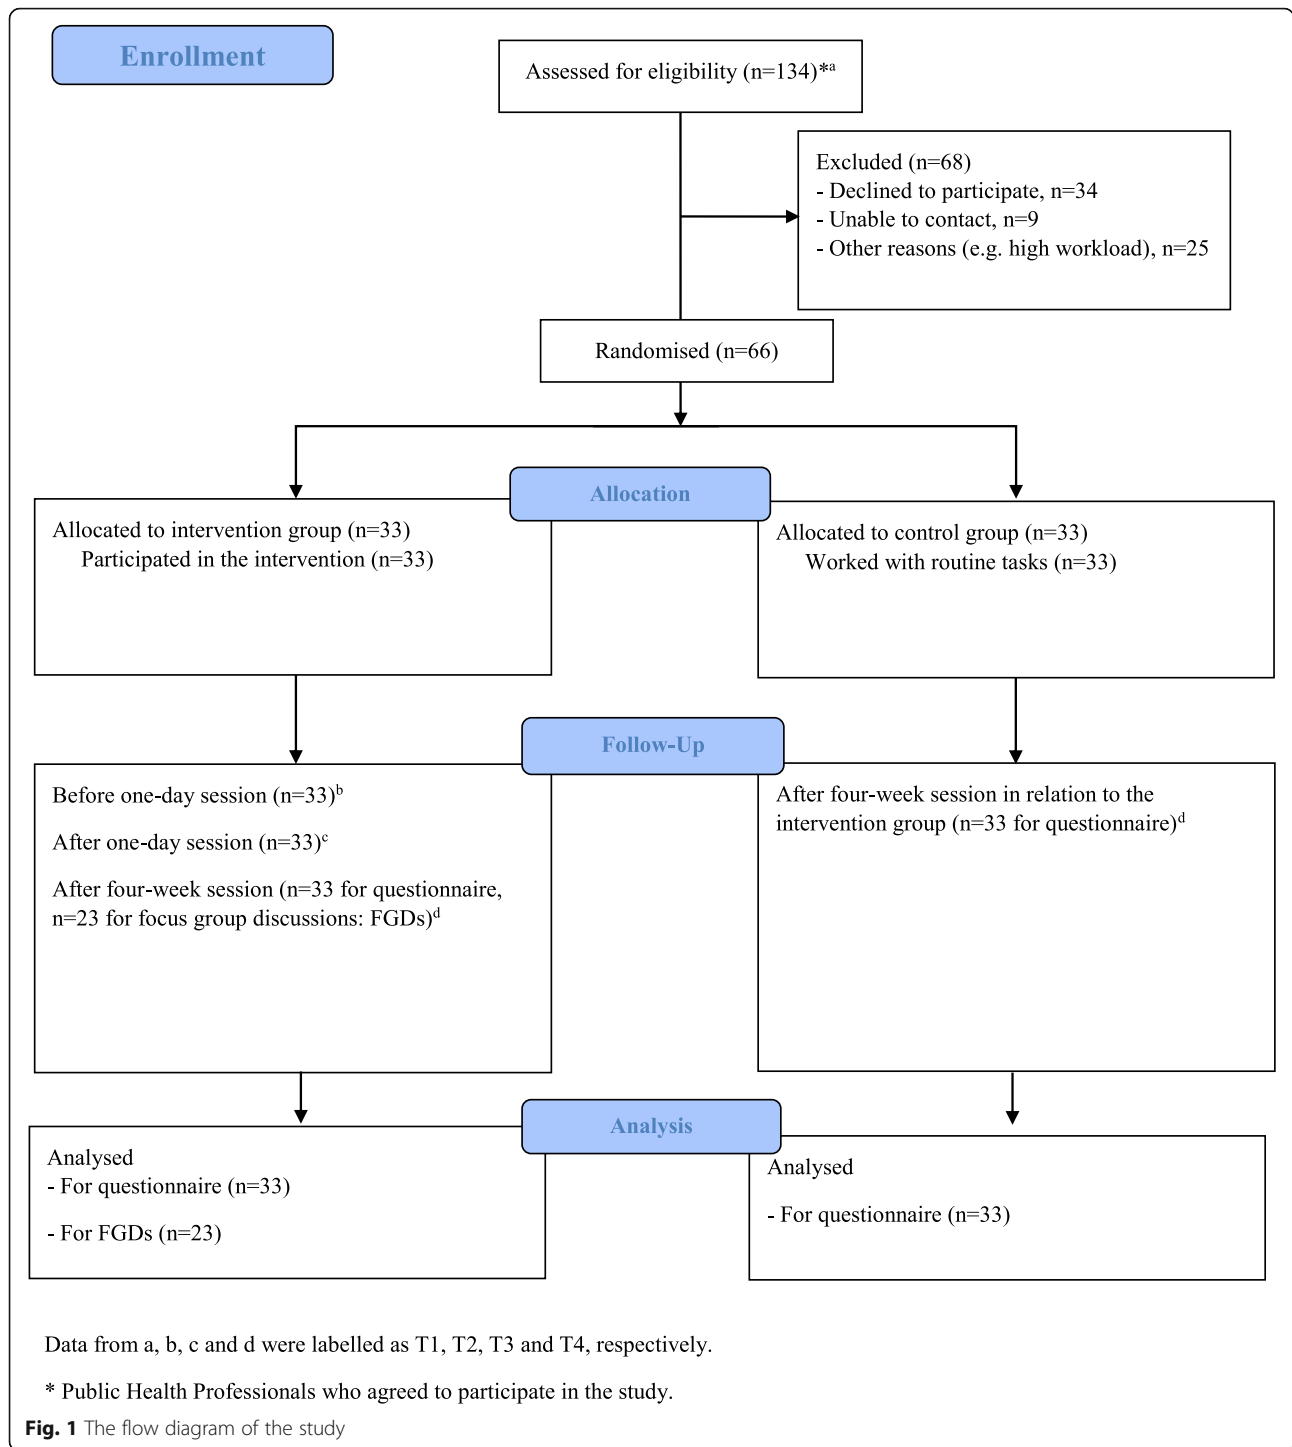 Enrollment
Assessed for eligibility (n=134)*a
Excluded (n=68)
- Declined to participate, n=34
- Unable to contact, n=9
- Other reasons (e.g. high workload), n=25
Randomised (n=66)
Allocation
Allocated to intervention group (n=33)
Participated in the intervention (n=33)
Allocated to control group (n=33)
Worked with routine tasks (n=33)
Follow-Up
Before one-day session (n=33)b
After one-day session (n=33)c
After four-week session (n=33 for questionnaire,
n=23 for focus group discussions: FGDs)d
After four-week session in relation to the
intervention group (n=33 for questionnaire)d
Analysis
Analysed
- For questionnaire (n=33)
- For FGDs (n=23)
Analysed
- For questionnaire (n=33)
Data from a, b, c and d were labelled as T1, T2, T3 and T4, respectively.
* Public Health Professionals who agreed to participate in the study.
Fig. 1 The flow diagram of the study